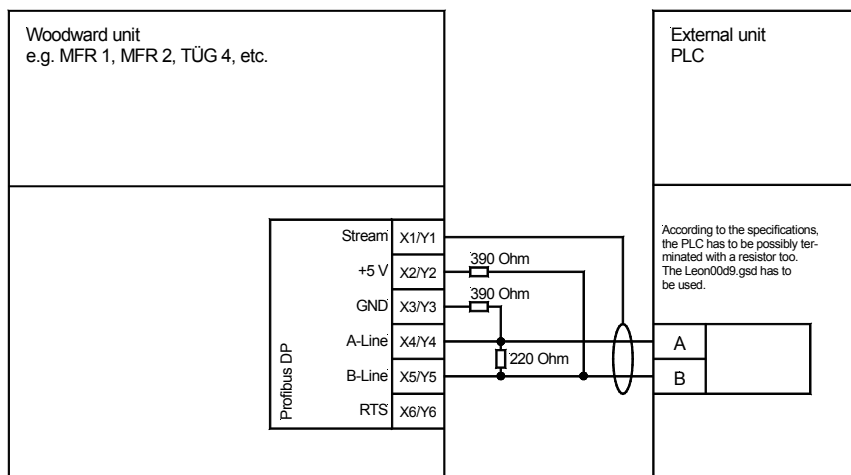 Woodward unit
e.g. MFR 1, MFR 2, TÜG 4, etc.
External unit
PLC
Profibus DP
Stream X1/Y1
+5 V X2/Y2
390 Ohm
GND X3/Y3
390 Ohm
A-Line X4/Y4
220 Ohm
B-Line X5/Y5
RTS X6/Y6
According to the specifications,
the PLC has to be possibly ter-
minated with a resistor too.
The Leon00d9.gsd has to
be used.
A
B